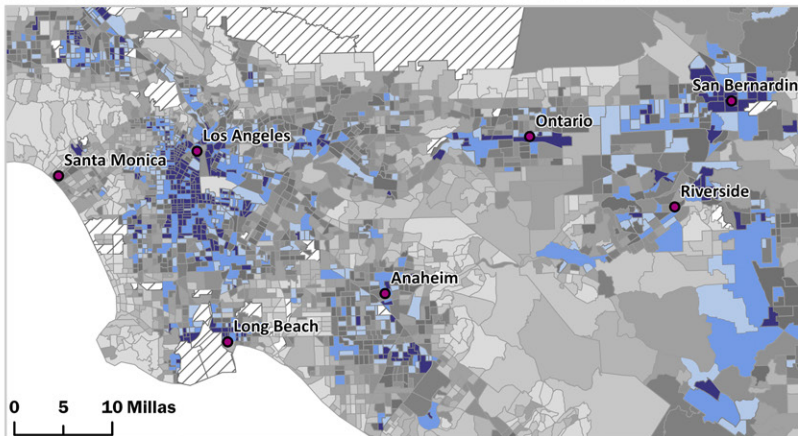 San Bernardin
Ontario
Los Angeles
Santa Monica
Riverside
Anaheim
Long Beach
0 5 10 Millas